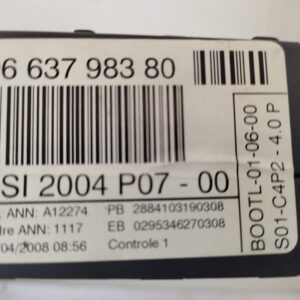 6 637 983 80
SI 2004 P07 - 00
. ANN: A12274 PB 2884103190308
dre ANN: 1117 EB 0295346270308
/04/2008 08:56 Controle 1
BOOTL-01-06-00
S01-C4P2 - 4.0 P